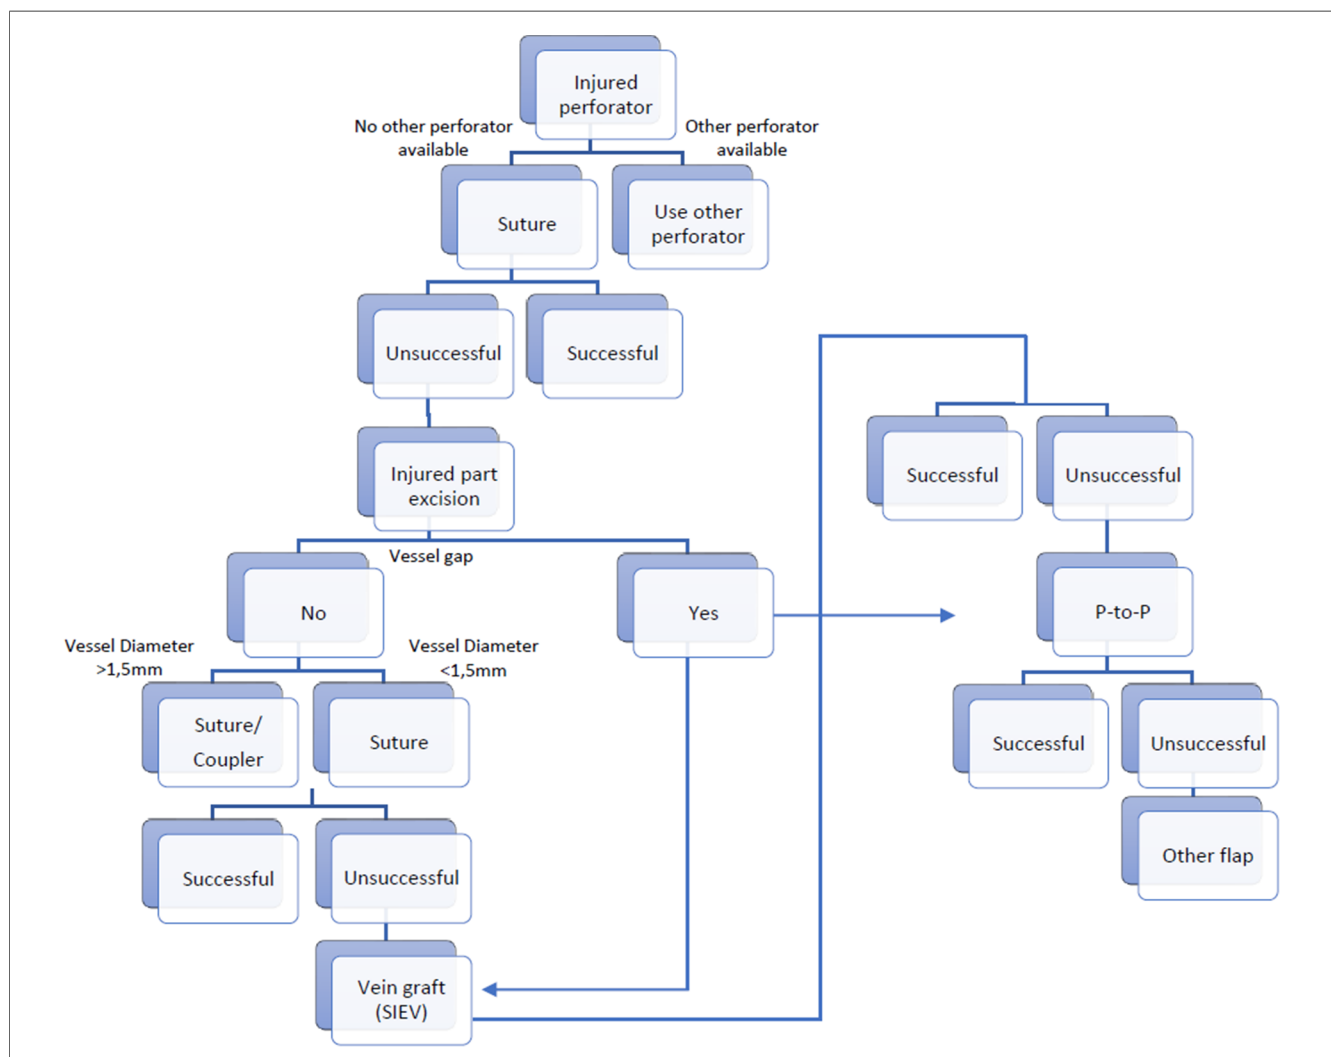 Injured
perforator
No other perforator
available
Other perforator
available
Suture
Use other
perforator
Unsuccessful
Successful
Injured part
excision
Vessel gap
No
Yes
Vessel Diameter
>1,5mm
Vessel Diameter
<1,5mm
Suture/
Coupler
Suture
Successful
Unsuccessful
Vein graft
(SIEV)
Successful
Unsuccessful
P-to-P
Successful
Unsuccessful
Other flap